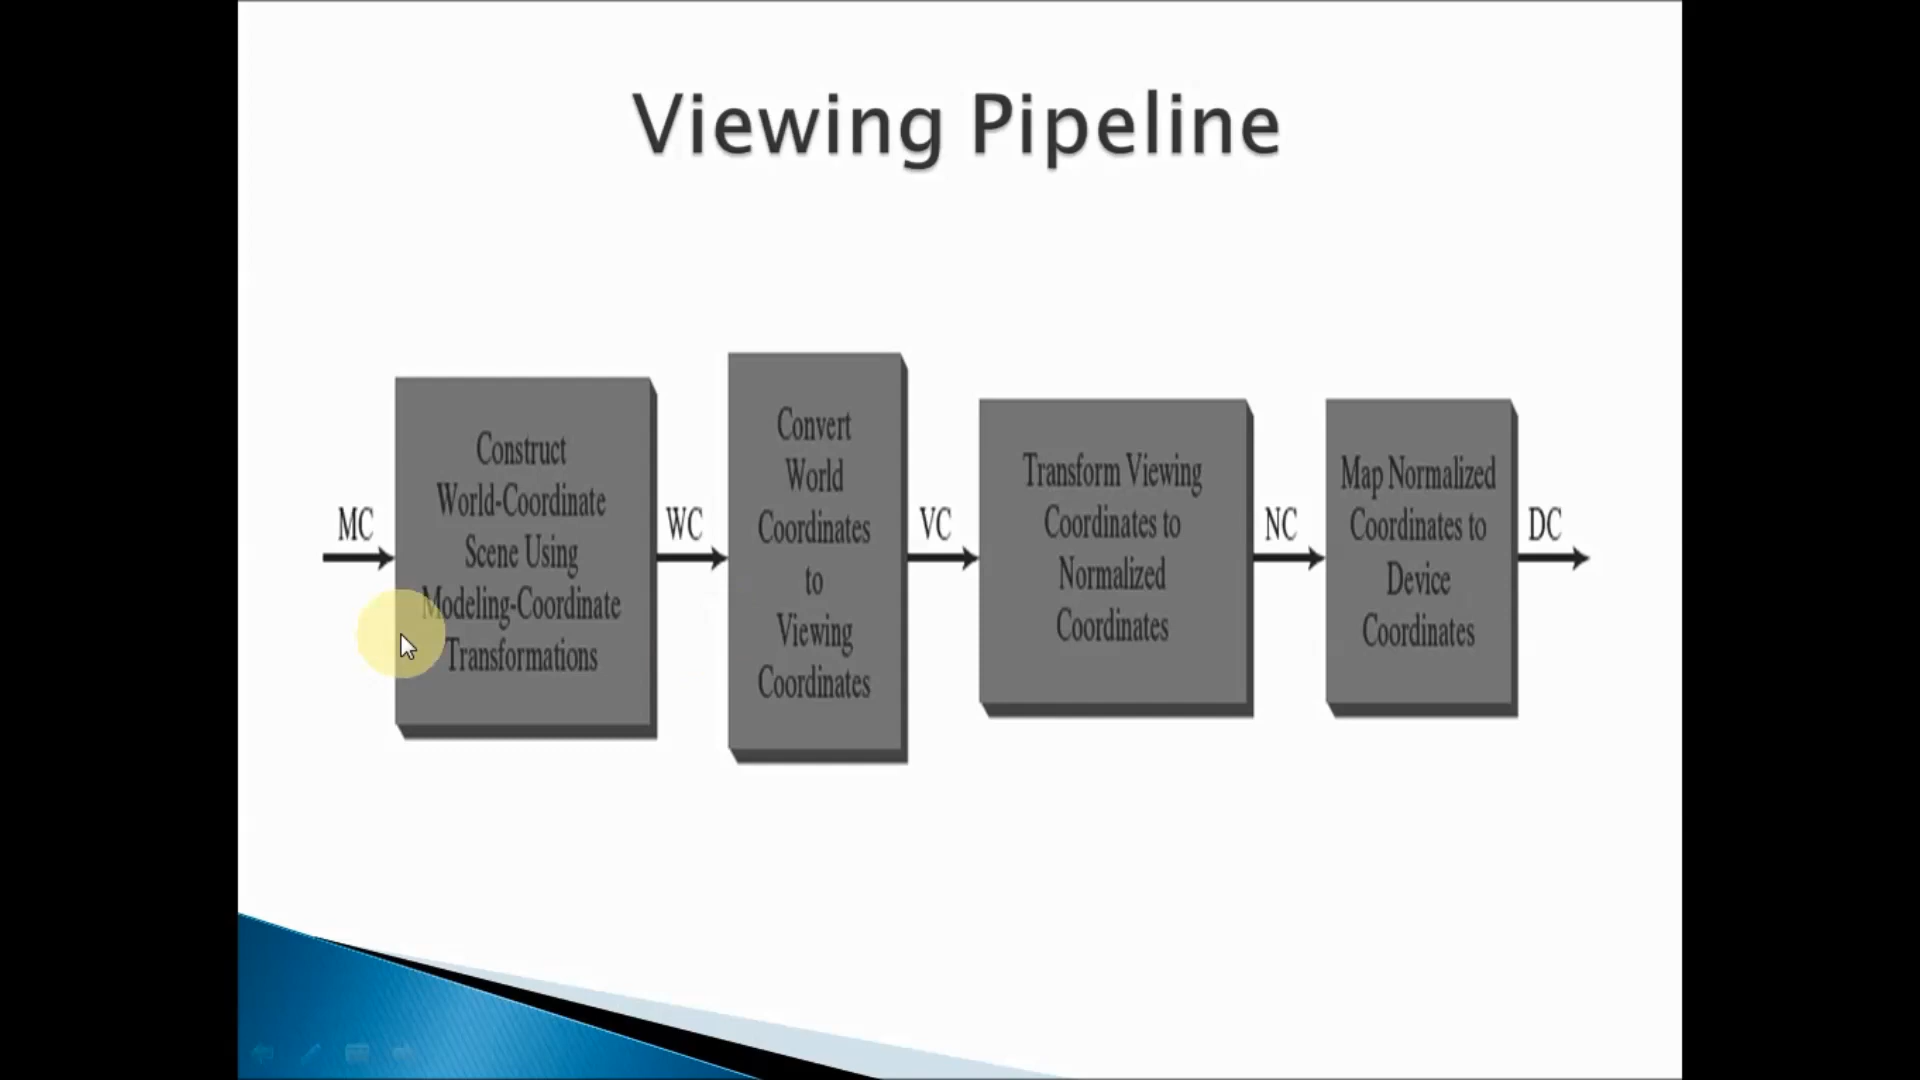 Viewing Pipeline
MC
Construct
World-Coordinate
Scene Using
Modeling-Coordinate
Transformations
WC
Convert
World
Coordinates
to
Viewing
Coordinates
VC
Transform Viewing
Coordinates to
Normalized
Coordinates
NC
Map Normalized
Coordinates to
Device
Coordinates
DC